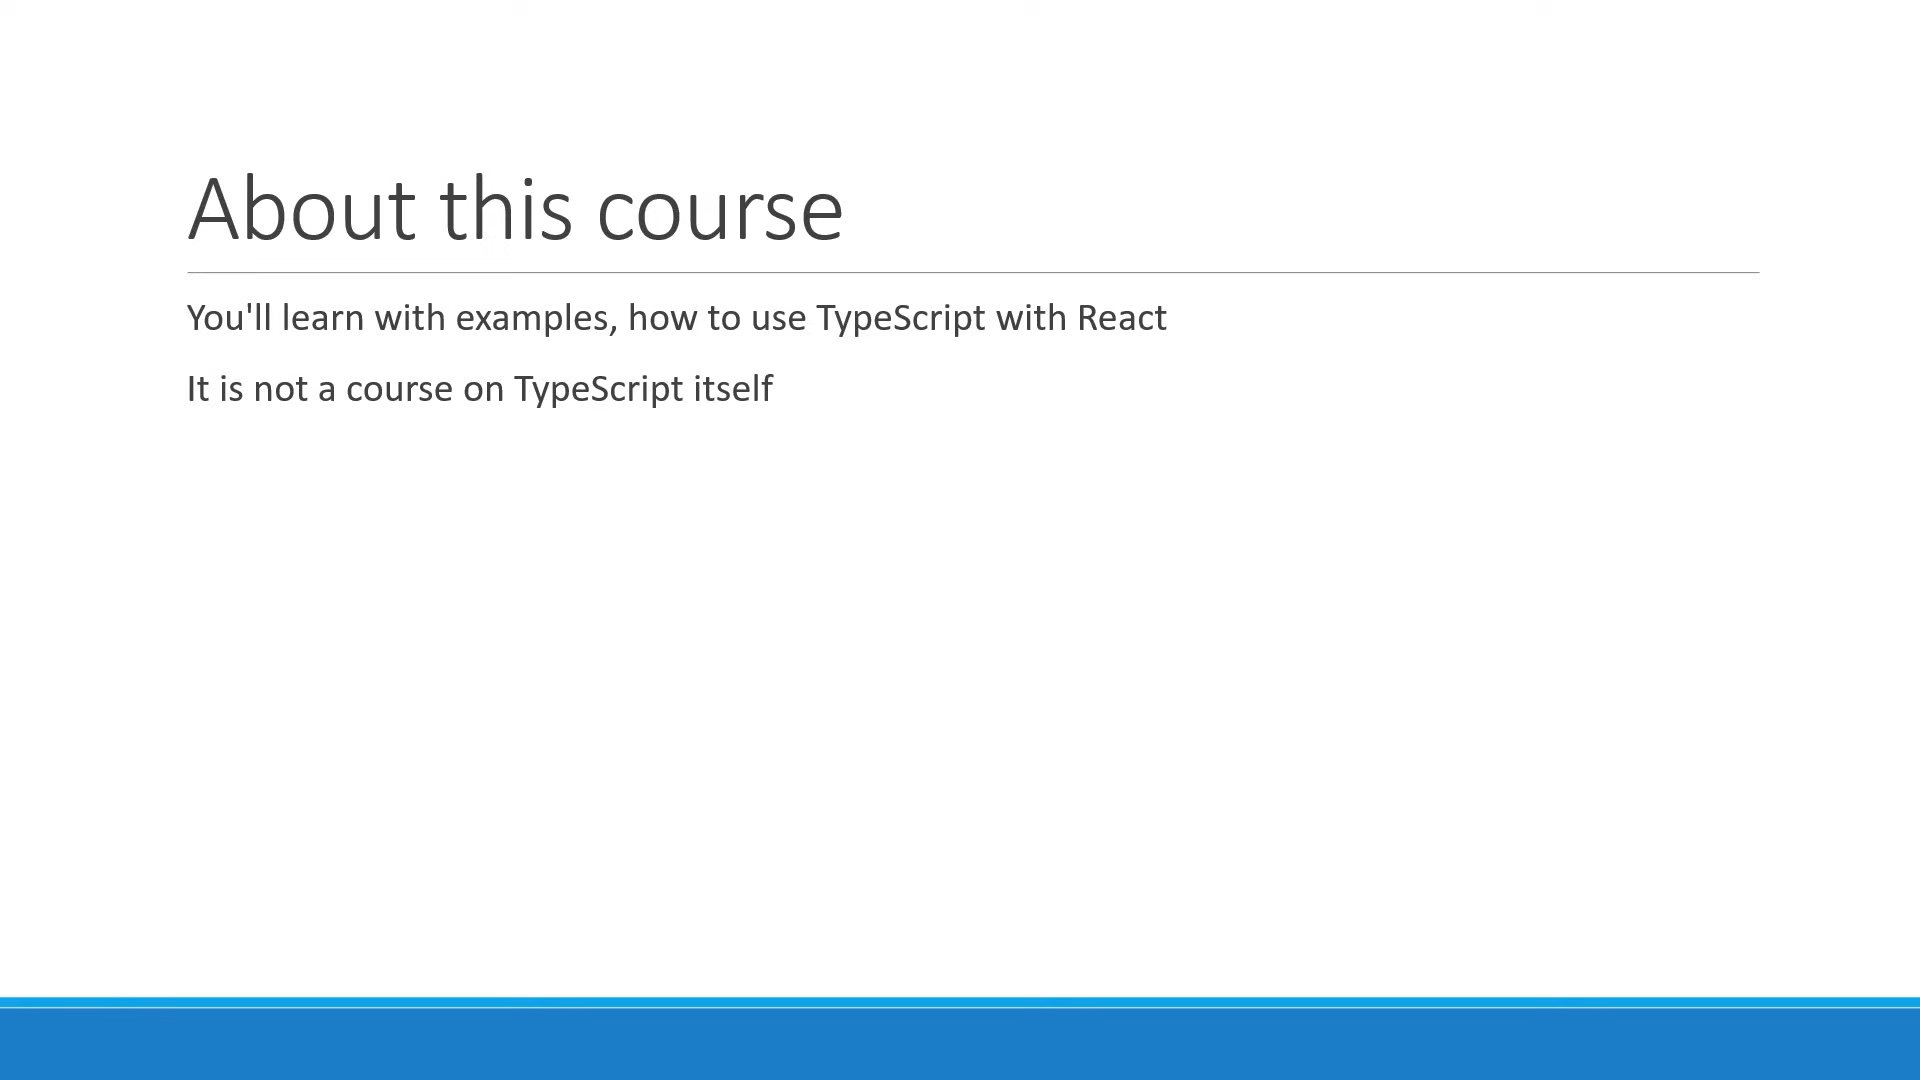 About this course
You'll learn with examples, how to use TypeScript with React
It is not a course on TypeScript itself